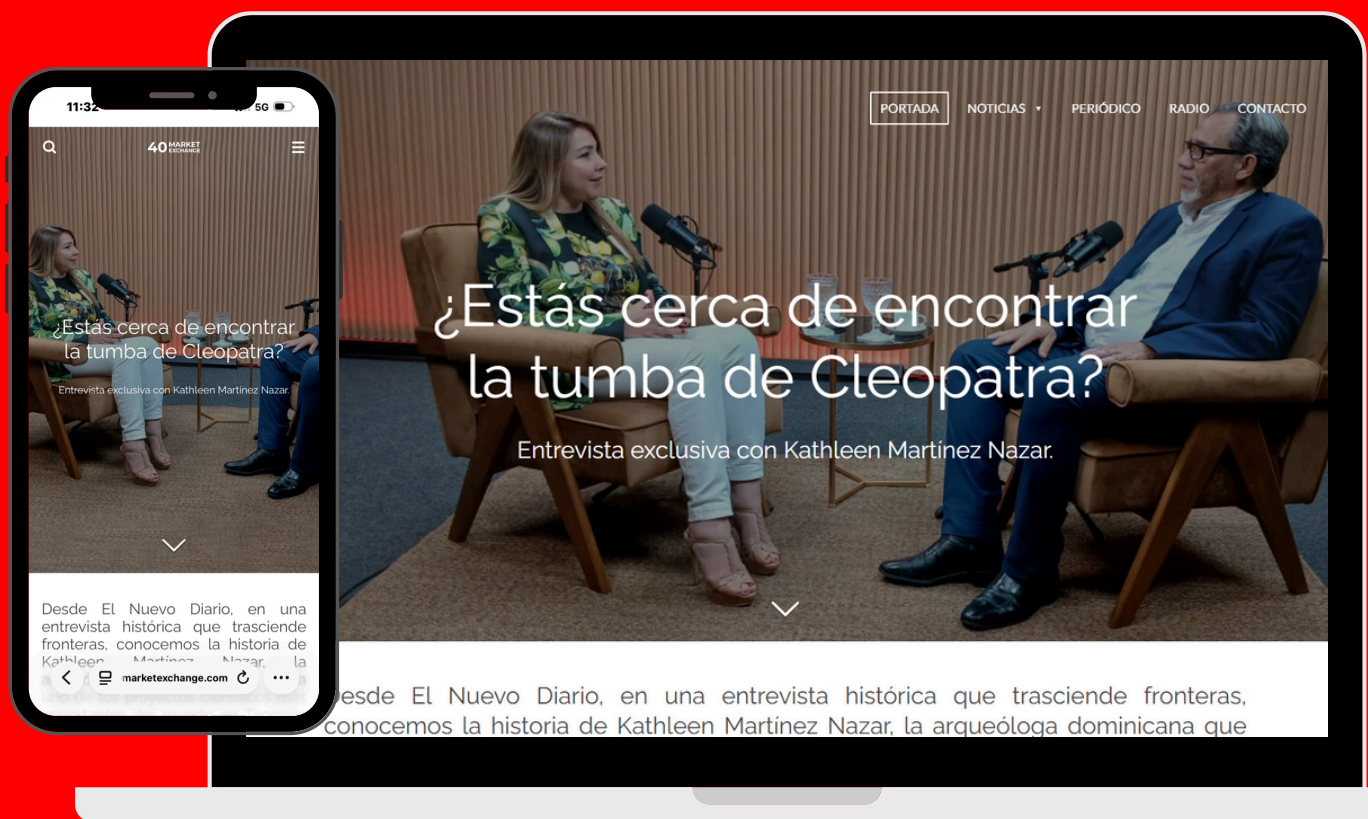 11:32
5G
40 MARKET
EXCHANGE
¿Estás cerca de encontrar
la tumba de Cleopatra?
Entrevista exclusiva con Kathleen Martínez Nazar.
Desde El Nuevo Diario, en una
entrevista histórica que trasciende
fronteras, conocemos la historia de
Kathleen Martínez Nazar, la
marketexchange.com
PORTADA
NOTICIAS
PERIÓDICO
RADIO
CONTACTO
¿Estás cerca de encontrar
la tumba de Cleopatra?
Entrevista exclusiva con Kathleen Martínez Nazar.
Desde El Nuevo Diario, en una entrevista histórica que trasciende fronteras,
conocemos la historia de Kathleen Martínez Nazar, la arqueóloga dominicana que